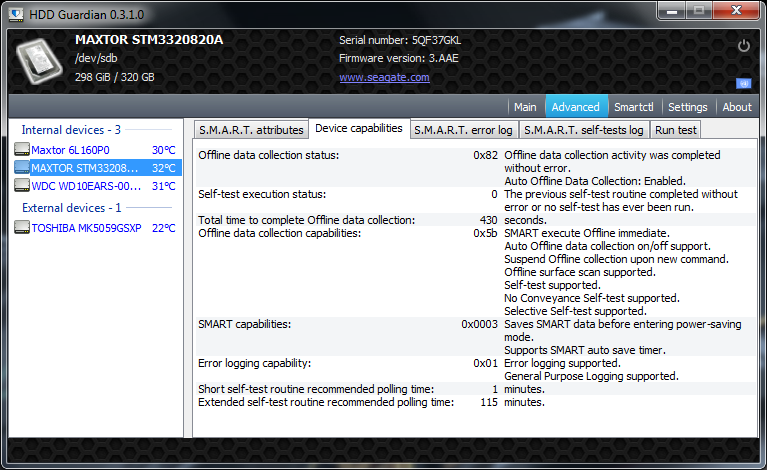 HDD Guardian 0.3.1.0
MAXTOR STM3320820A
/dev/sdb
298 GiB / 320 GB
Serial number: 5QF37GKL
Firmware version: 3.AAE
www.seagate.com
Main Advanced Smartctl Settings About
Internal devices - 3
Maxtor 6L160P0 30°C
MAXTOR STM33208... 32°C
WDC WD10EARS-00... 31°C
External devices - 1
TOSHIBA MK5059GSXP 22°C
S.M.A.R.T. attributes Device capabilities S.M.A.R.T. error log S.M.A.R.T. self-tests log Run test
Offline data collection status: 0x82 Offline data collection activity was completed
without error.
Auto Offline Data Collection: Enabled.
Self-test execution status: 0 The previous self-test routine completed without
error or no self-test has ever been run.
Total time to complete Offline data collection: 430 seconds.
Offline data collection capabilities: 0x5b SMART execute Offline immediate.
Auto Offline data collection on/off support.
Suspend Offline collection upon new command.
Offline surface scan supported.
Self-test supported.
No Conveyance Self-test supported.
Selective Self-test supported.
SMART capabilities: 0x0003 Saves SMART data before entering power-saving
mode.
Supports SMART auto save timer.
Error logging capability: 0x01 Error logging supported.
General Purpose Logging supported.
Short self-test routine recommended polling time: 1 minutes.
Extended self-test routine recommended polling time: 115 minutes.